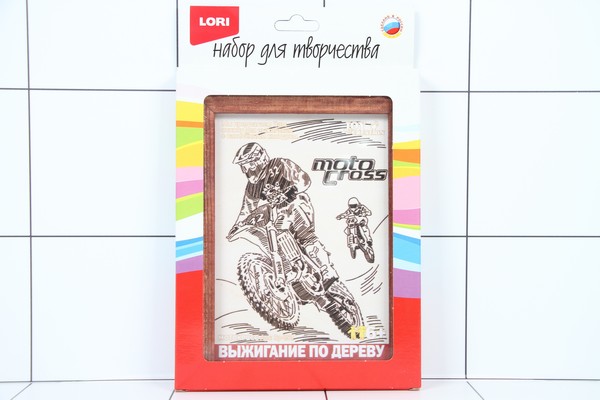 LORI
набор для творчества
moto
cross
ВЫЖИГАНИЕ ПО ДЕРЕВУ